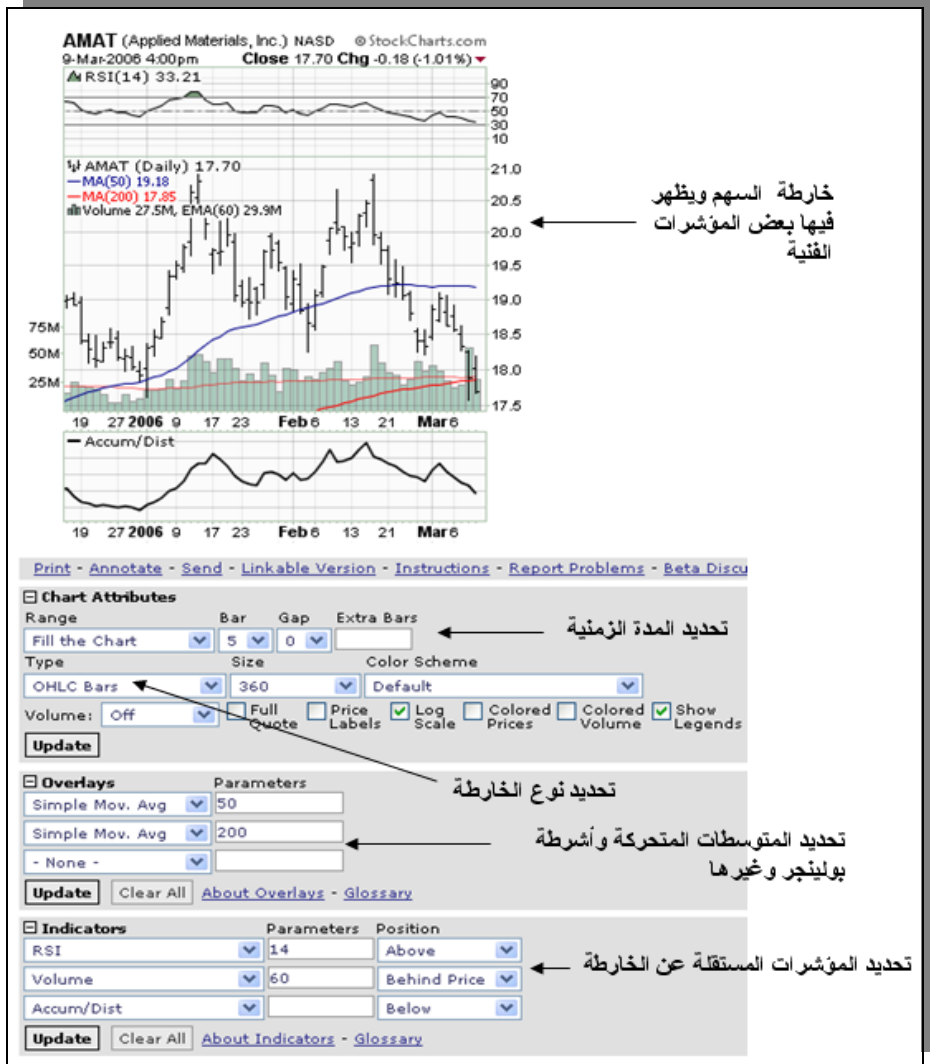 AMAT (Applied Materials, Inc.) NASD @StockCharts.com
9-Mar-2006 4:00pm Close 17.70 Chg -0.18 (-1.01%)
RSI(14) 33.21
90
70
50
30
10
AMAT (Daily) 17.70
MA(50) 19.18
MA(200) 17.85
Volume 27.5M, EMA(60) 29.9M
21.0
20.5
20.0
19.5
19.0
18.5
18.0
17.5
75M
50M
25M
خارطة السهم ويظهر
فيها بعض المؤشرات
الفنية
19 27 2006 9 17 23 Feb 6 13 21 Mar 6
Accum/Dist
19 27 2006 9 17 23 Feb 6 13 21 Mar 6
Print - Annotate - Send - Linkable Version - Instructions - Report Problems - Beta Discu
Chart Attributes
Range Bar Gap Extra Bars
Fill the Chart 5 0
تحديد المدة الزمنية
Type Size Color Scheme
OHLC Bars 360 Default
Volume: Off Full Quote Price Labels Log Scale Colored Prices Colored Volume Show Legends
Update
تحديد نوع الخارطة
Overlays Parameters
Simple Mov. Avg 50
Simple Mov. Avg 200
- None -
تحديد المتوسطات المتحركة وأشرطة
بولينجر وغيرها
Update Clear All About Overlays - Glossary
Indicators Parameters Position
RSI 14 Above
Volume 60 Behind Price
Accum/Dist Below
تحديد المؤشرات المستقلة عن الخارطة
Update Clear All About Indicators - Glossary